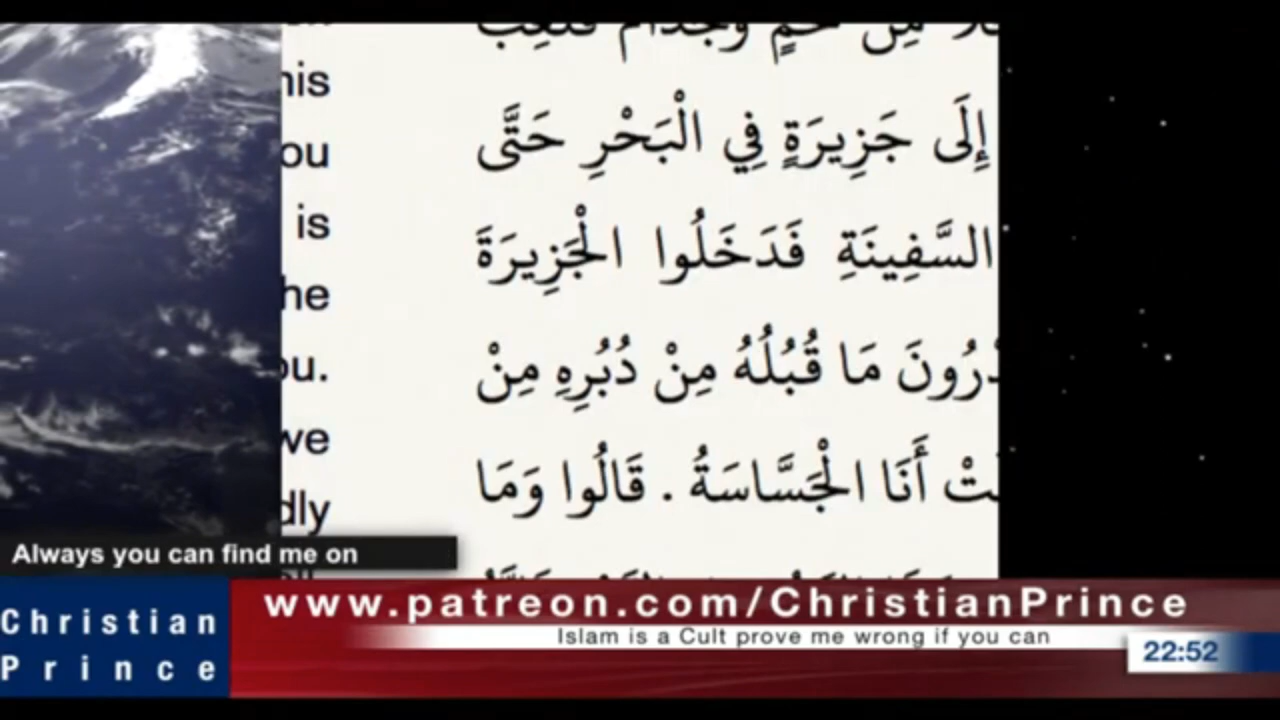 his
ou
is
he
ou.
we
dly
إِلَى جَزِيرَةٍ فِي الْبَحْرِ حَتَّى
السَّفِينَةِ فَدَخَلُوا الْجَزِيرَةَ
رُونَ مَا قُبُلُهُ مِنْ دُبُرِهِ مِنْ
تْ أَنَا الْجَسَّاسَةُ . قَالُوا وَمَا
Always you can find me on
Christian
Prince
www.patreon.com/ChristianPrince
Islam is a Cult prove me wrong if you can
22:52